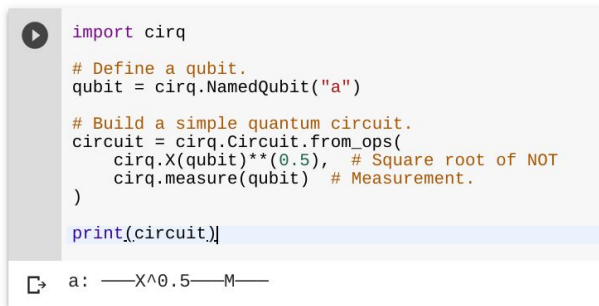 import cirq
# Define a qubit.
qubit = cirq.NamedQubit("a")
# Build a simple quantum circuit.
circuit = cirq.Circuit.from_ops(
    cirq.X(qubit)**(0.5),  # Square root of NOT
    cirq.measure(qubit)  # Measurement.
)
print(circuit)
a: ───X^0.5───M───